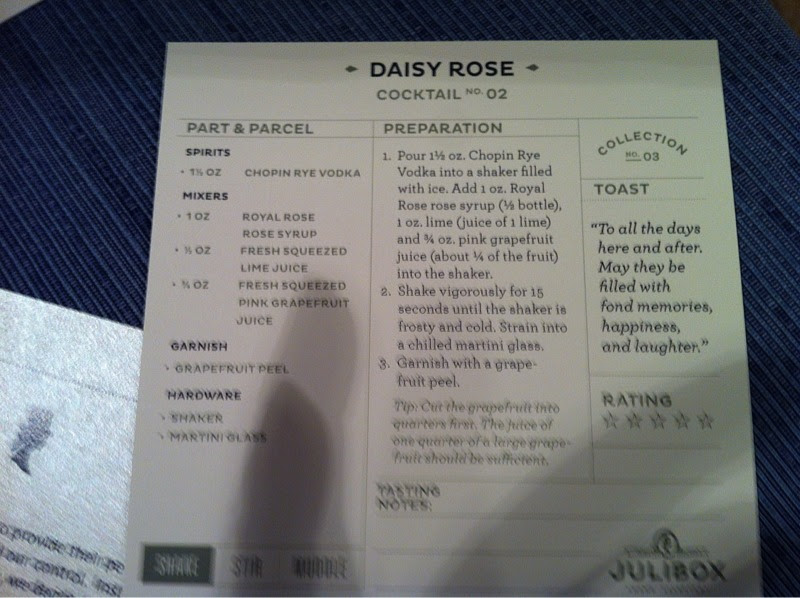 DAISY ROSE
COCKTAIL NO. 02
PART & PARCEL
SPIRITS
1½ OZ CHOPIN RYE VODKA
MIXERS
1 OZ ROYAL ROSE
ROSE SYRUP
½ OZ FRESH SQUEEZED
LIME JUICE
¾ OZ FRESH SQUEEZED
PINK GRAPEFRUIT
JUICE
GARNISH
GRAPEFRUIT PEEL
HARDWARE
SHAKER
MARTINI GLASS
SHAKE STIR MUDDLE
PREPARATION
1. Pour 1½ oz. Chopin Rye
Vodka into a shaker filled
with ice. Add 1 oz. Royal
Rose rose syrup (½ bottle),
1 oz. lime (juice of 1 lime)
and ¾ oz. pink grapefruit
juice (about ¼ of the fruit)
into the shaker.
2. Shake vigorously for 15
seconds until the shaker is
frosty and cold. Strain into
a chilled martini glass.
3. Garnish with a grape-
fruit peel.
Tip: Cut the grapefruit into
quarters first. The juice of
one quarter of a large grape-
fruit should be sufficient.
TASTING
NOTES:
COLLECTION
NO. 03
TOAST
"To all the days
here and after.
May they be
filled with
fond memories,
happiness,
and laughter."
RATING
JULIBOX
o provide their
our control.